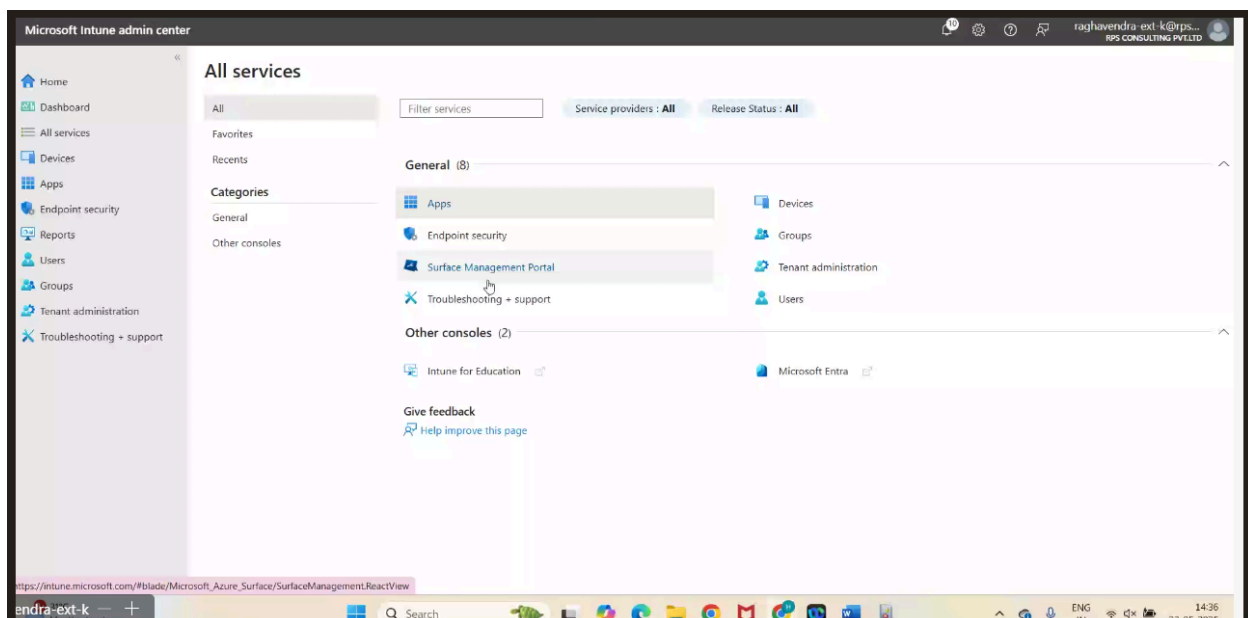 Microsoft Intune admin center
10
raghavendra-ext-k@rps...
RPS CONSULTING PVT.LTD
«
Home
Dashboard
All services
Devices
Apps
Endpoint security
Reports
Users
Groups
Tenant administration
Troubleshooting + support
All services
All
Favorites
Recents
Categories
General
Other consoles
Filter services
Service providers : All
Release Status : All
General (8)
Apps
Devices
Endpoint security
Groups
Surface Management Portal
Tenant administration
Troubleshooting + support
Users
Other consoles (2)
Intune for Education
Microsoft Entra
Give feedback
Help improve this page
https://intune.microsoft.com/#blade/Microsoft_Azure_Surface/SurfaceManagement.ReactView
endra-ext-k
Search
ENG
14:36